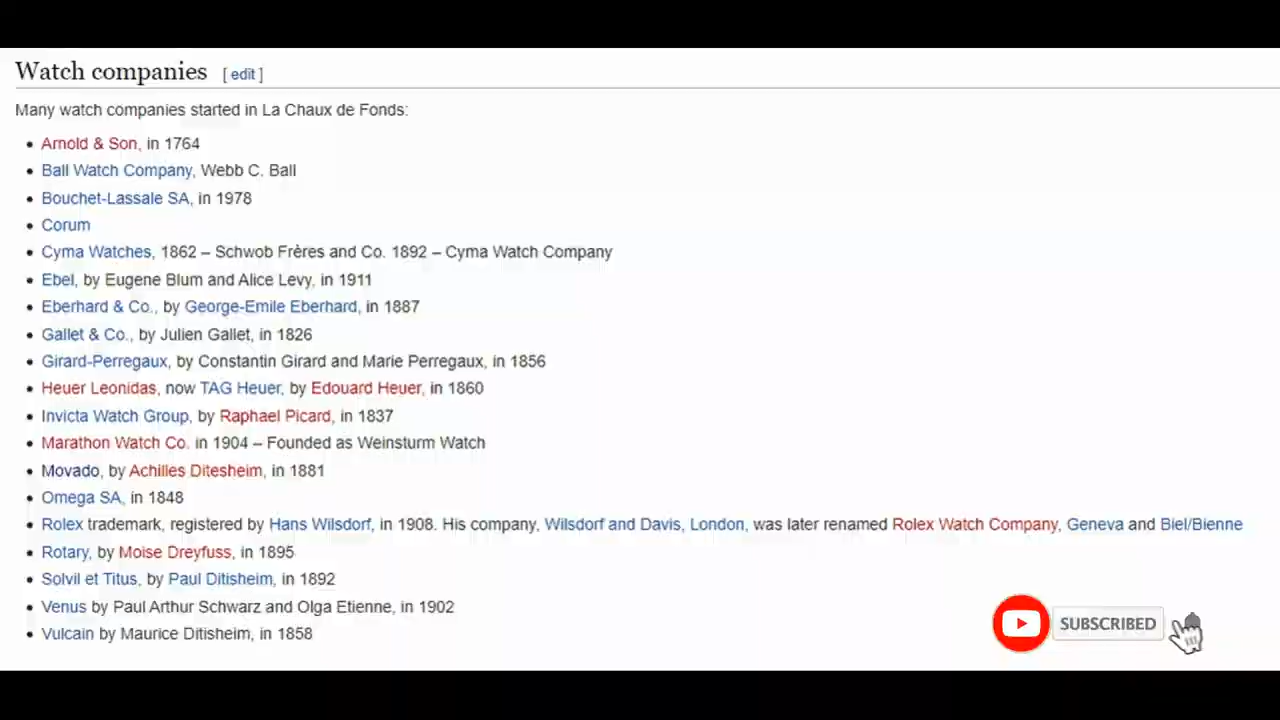 Watch companies [ edit ]
Many watch companies started in La Chaux de Fonds:
• Arnold & Son, in 1764
• Ball Watch Company, Webb C. Ball
• Bouchet-Lassale SA, in 1978
• Corum
• Cyma Watches, 1862 – Schwob Frères and Co. 1892 – Cyma Watch Company
• Ebel, by Eugene Blum and Alice Levy, in 1911
• Eberhard & Co., by George-Emile Eberhard, in 1887
• Gallet & Co., by Julien Gallet, in 1826
• Girard-Perregaux, by Constantin Girard and Marie Perregaux, in 1856
• Heuer Leonidas, now TAG Heuer, by Edouard Heuer, in 1860
• Invicta Watch Group, by Raphael Picard, in 1837
• Marathon Watch Co. in 1904 – Founded as Weinsturm Watch
• Movado, by Achilles Ditesheim, in 1881
• Omega SA, in 1848
• Rolex trademark, registered by Hans Wilsdorf, in 1908. His company, Wilsdorf and Davis, London, was later renamed Rolex Watch Company, Geneva and Biel/Bienne
• Rotary, by Moise Dreyfuss, in 1895
• Solvil et Titus, by Paul Ditisheim, in 1892
• Venus by Paul Arthur Schwarz and Olga Etienne, in 1902
• Vulcain by Maurice Ditisheim, in 1858
SUBSCRIBED